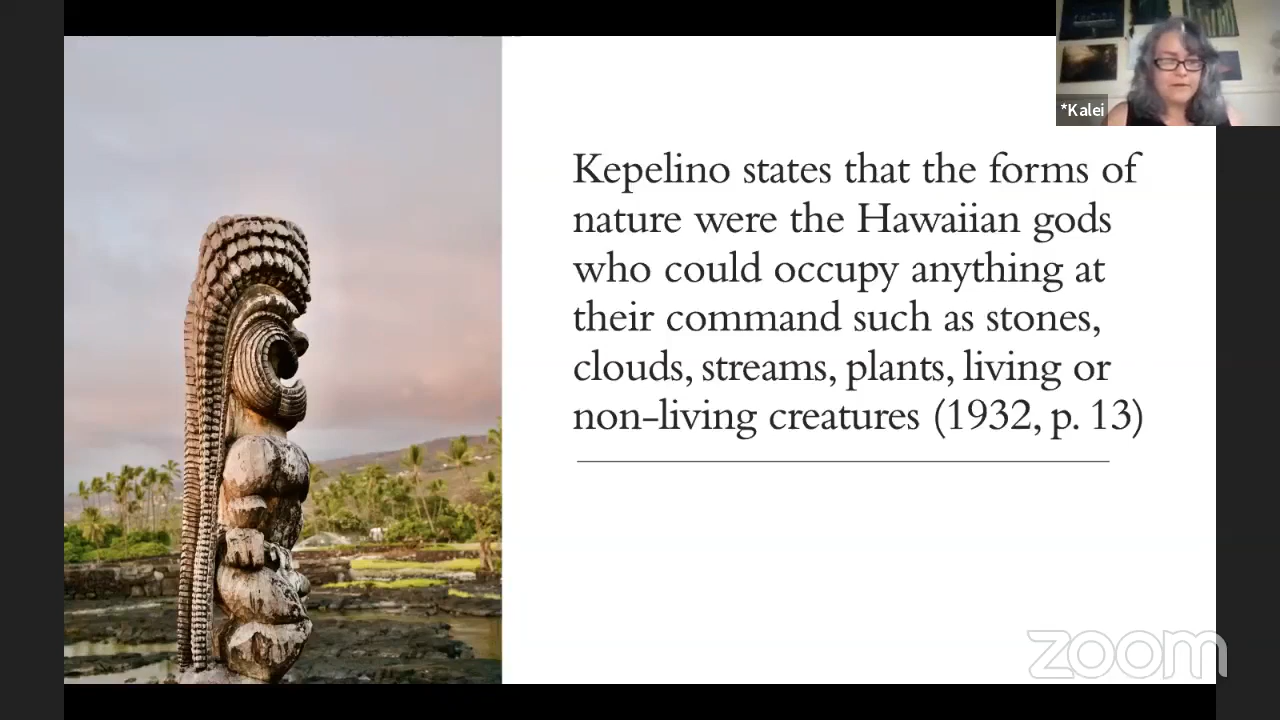 *Kalei
Kepelino states that the forms of
nature were the Hawaiian gods
who could occupy anything at
their command such as stones,
clouds, streams, plants, living or
non-living creatures (1932, p. 13)
zoom